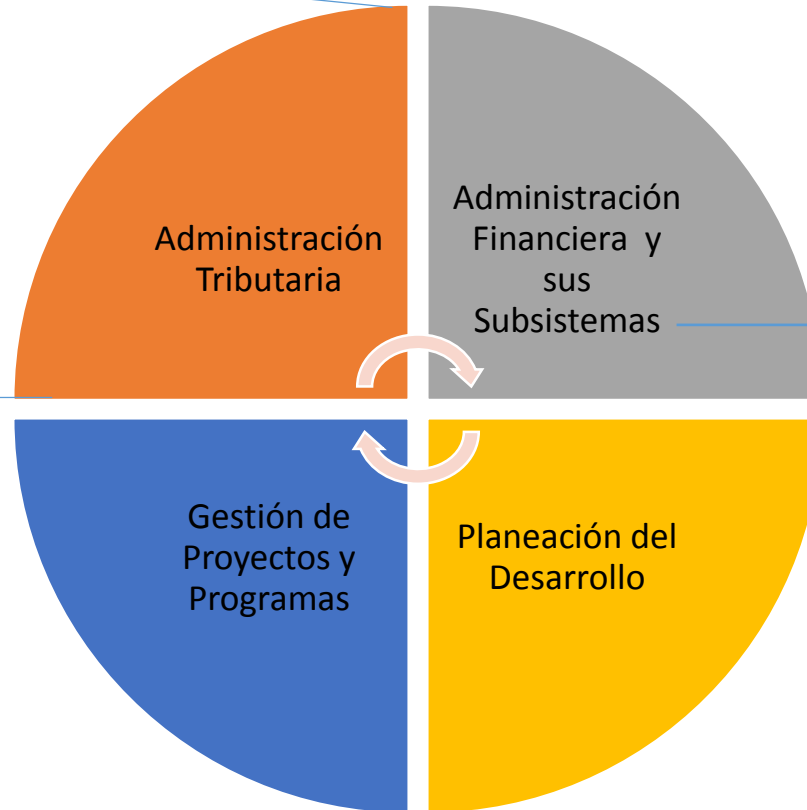 Administración
Tributaria
Administración
Financiera y
sus
Subsistemas
Gestión de
Proyectos y
Programas
Planeación del
Desarrollo